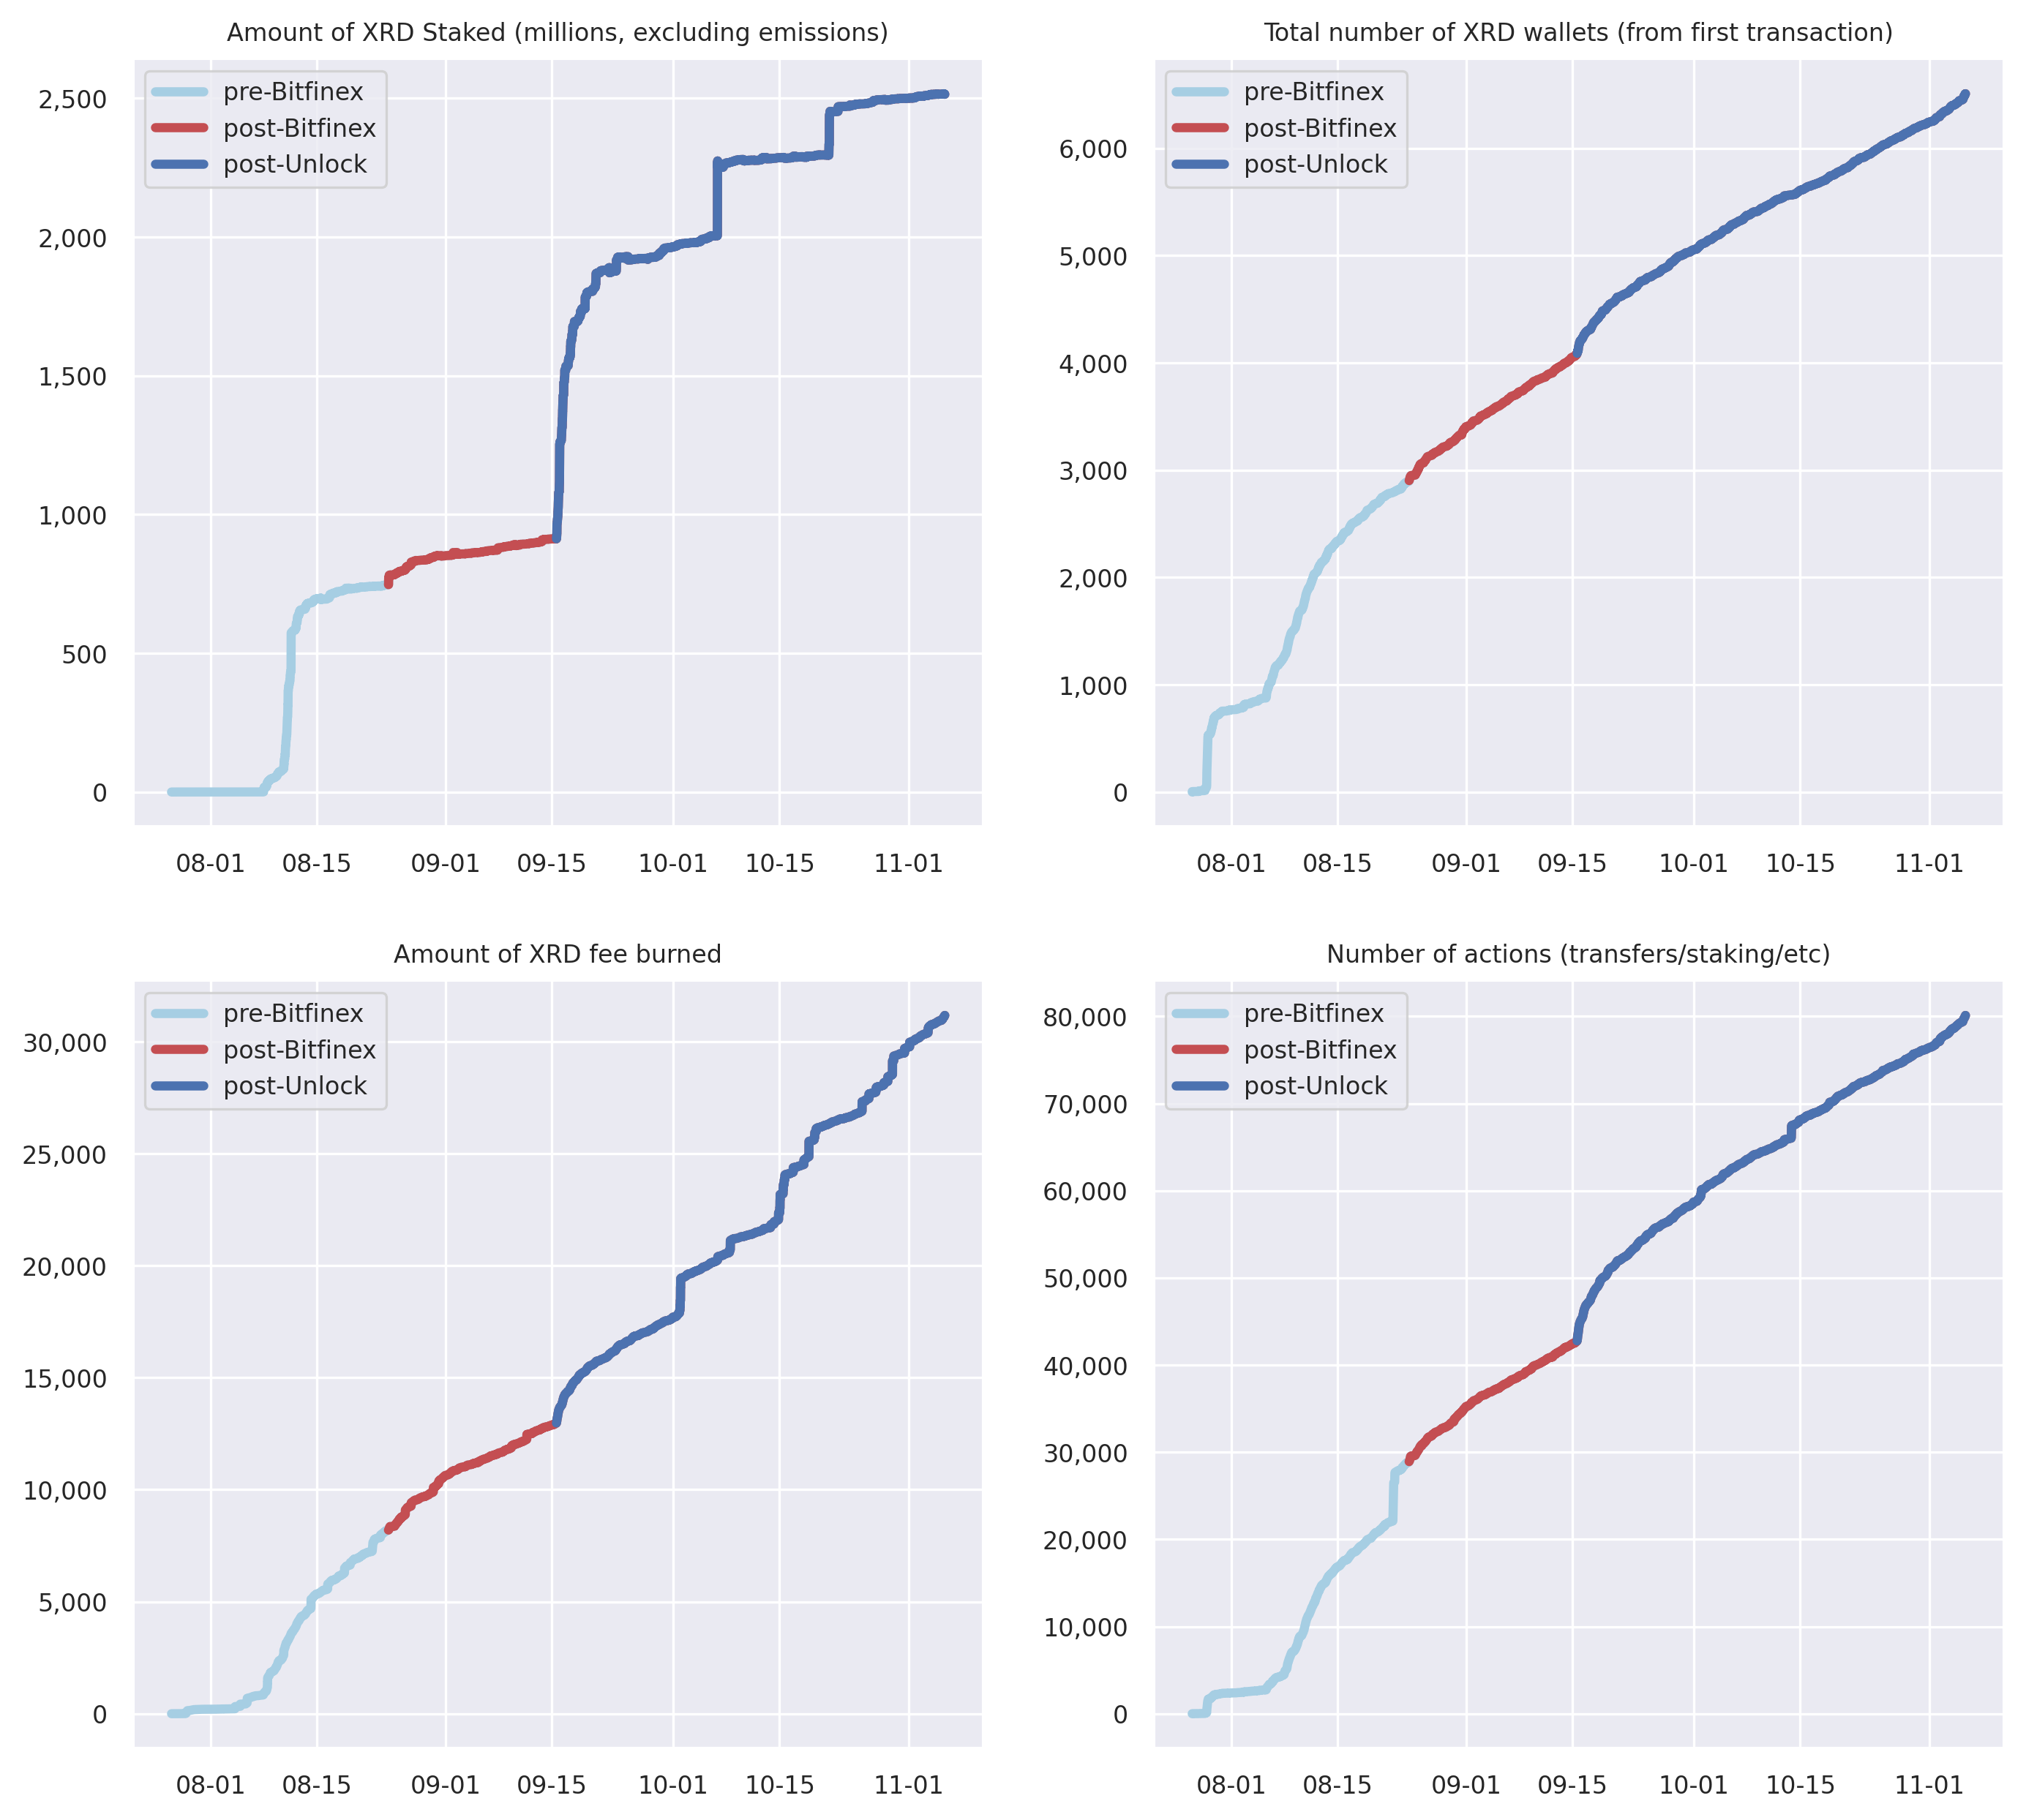 Amount of XRD Staked (millions, excluding emissions)
pre-Bitfinex
post-Bitfinex
post-Unlock
2,500
2,000
1,500
1,000
500
0
08-01 08-15 09-01 09-15 10-01 10-15 11-01
Total number of XRD wallets (from first transaction)
pre-Bitfinex
post-Bitfinex
post-Unlock
6,000
5,000
4,000
3,000
2,000
1,000
0
08-01 08-15 09-01 09-15 10-01 10-15 11-01
Amount of XRD fee burned
pre-Bitfinex
post-Bitfinex
post-Unlock
30,000
25,000
20,000
15,000
10,000
5,000
0
08-01 08-15 09-01 09-15 10-01 10-15 11-01
Number of actions (transfers/staking/etc)
pre-Bitfinex
post-Bitfinex
post-Unlock
80,000
70,000
60,000
50,000
40,000
30,000
20,000
10,000
0
08-01 08-15 09-01 09-15 10-01 10-15 11-01